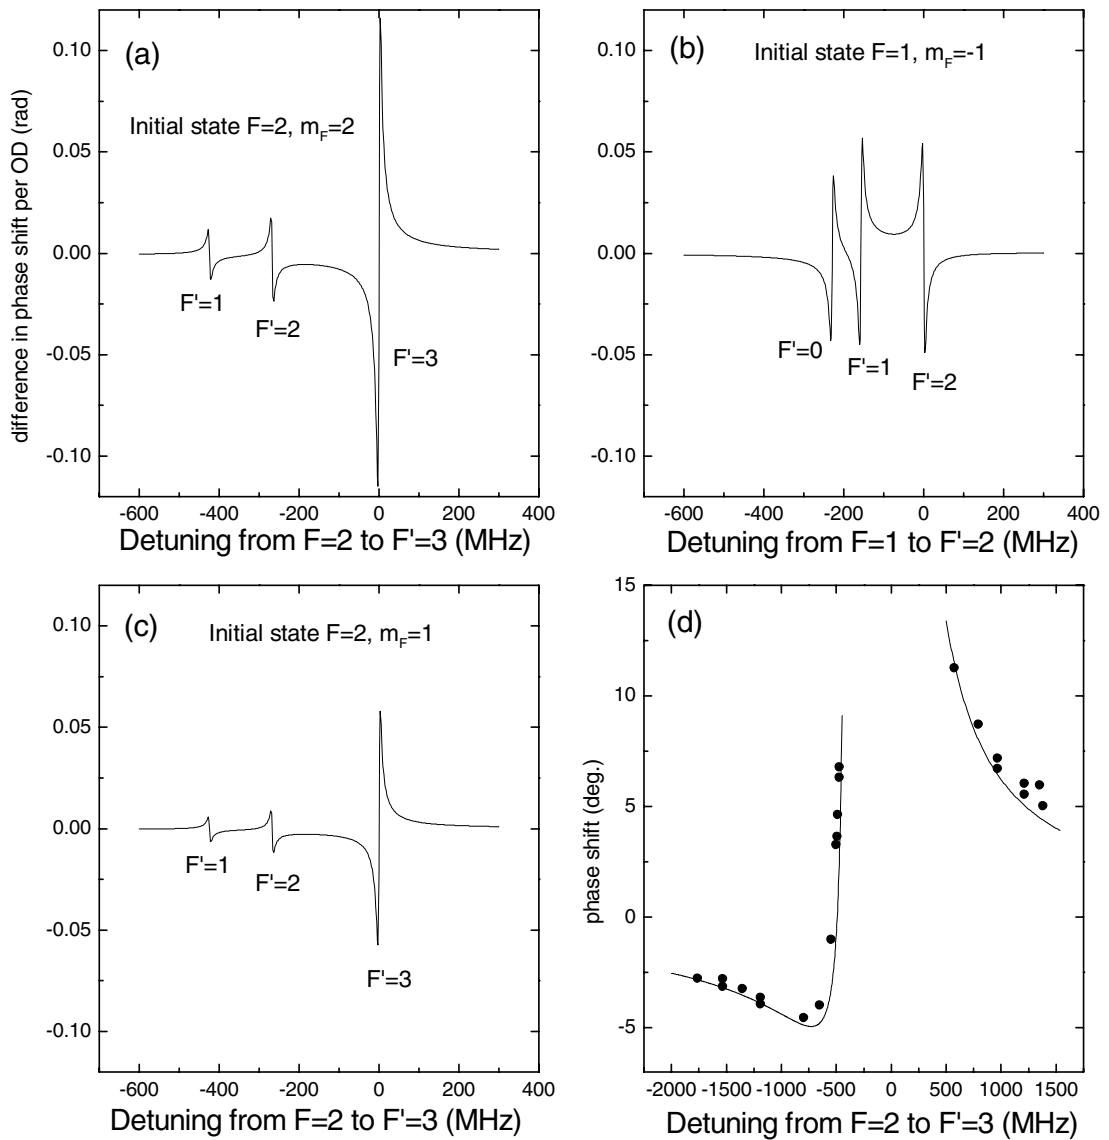 (a)
Initial state F=2, m_F=2
difference in phase shift per OD (rad)
0.10
0.05
0.00
-0.05
-0.10
F'=1
F'=2
F'=3
-600 -400 -200 0 200 400
Detuning from F=2 to F'=3 (MHz)
(b)
Initial state F=1, m_F=-1
0.10
0.05
0.00
-0.05
-0.10
F'=0
F'=1
F'=2
-600 -400 -200 0 200 400
Detuning from F=1 to F'=2 (MHz)
(c)
Initial state F=2, m_F=1
0.10
0.05
0.00
-0.05
-0.10
F'=1
F'=2
F'=3
-600 -400 -200 0 200 400
Detuning from F=2 to F'=3 (MHz)
(d)
phase shift (deg.)
15
10
5
0
-5
-2000 -1500 -1000 -500 0 500 1000 1500
Detuning from F=2 to F'=3 (MHz)